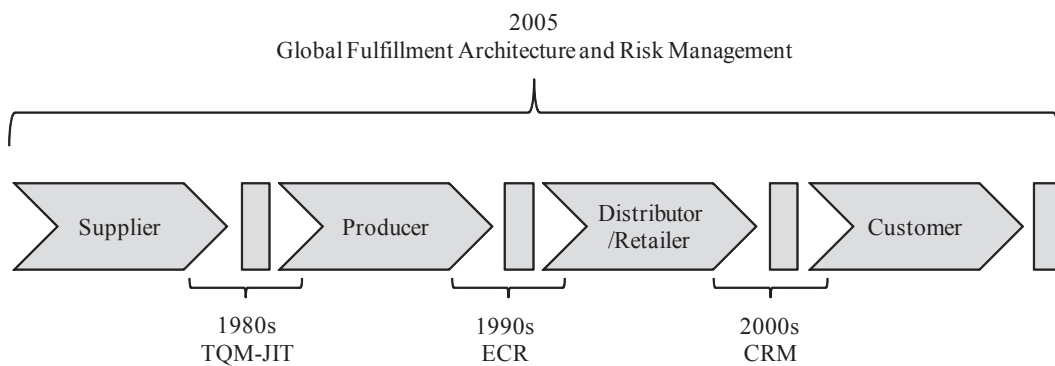 2005
Global Fulfillment Architecture and Risk Management
Supplier
Producer
Distributor
/Retailer
Customer
1980s
TQM-JIT
1990s
ECR
2000s
CRM